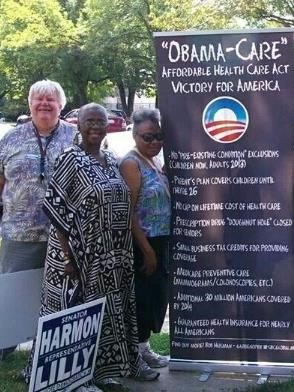 "OBAMA-CARE"
AFFORDABLE HEALTH CARE ACT
VICTORY FOR AMERICA
• NO "PRE-EXISTING CONDITION" EXCLUSIONS
(CHILDREN NOW, ADULTS 2013)
• PARENT'S PLAN COVERS CHILDREN UNTIL
THEY'RE 26
• NO CAP ON LIFETIME COST OF HEALTH CARE
• PRESCRIPTION DRUG "DOUGHNUT HOLE" CLOSED
FOR SENIORS
• SMALL BUSINESS TAX CREDITS FOR PROVIDING
COVERAGE
• MEDICARE PREVENTIVE CARE
(MAMMOGRAMS/COLONOSCOPIES, ETC.)
• ADDITIONAL 30 MILLION AMERICANS COVERED
BY 2014
• GUARANTEED HEALTH INSURANCE FOR NEARLY
ALL AMERICANS
FIND OUT MORE!
SENATOR
HARMON
REPRESENTATIVE
LILLY